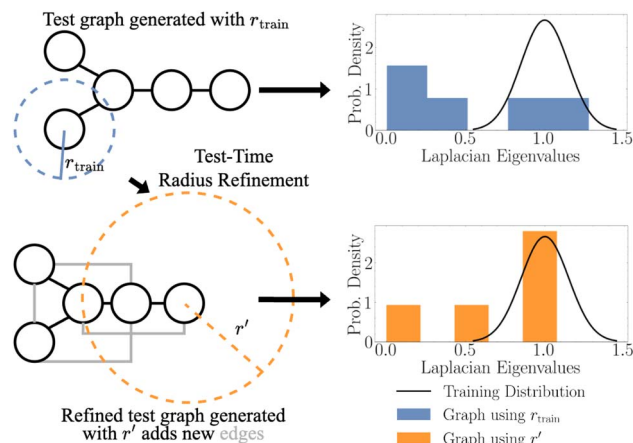 Test graph generated with r_train
r_train
Test-Time
Radius Refinement
r′
Refined test graph generated
with r′ adds new edges
Prob. Density
2
1
0
0.0 0.5 1.0 1.5
Laplacian Eigenvalues
Prob. Density
2
1
0
0.0 0.5 1.0 1.5
Laplacian Eigenvalues
Training Distribution
Graph using r_train
Graph using r′